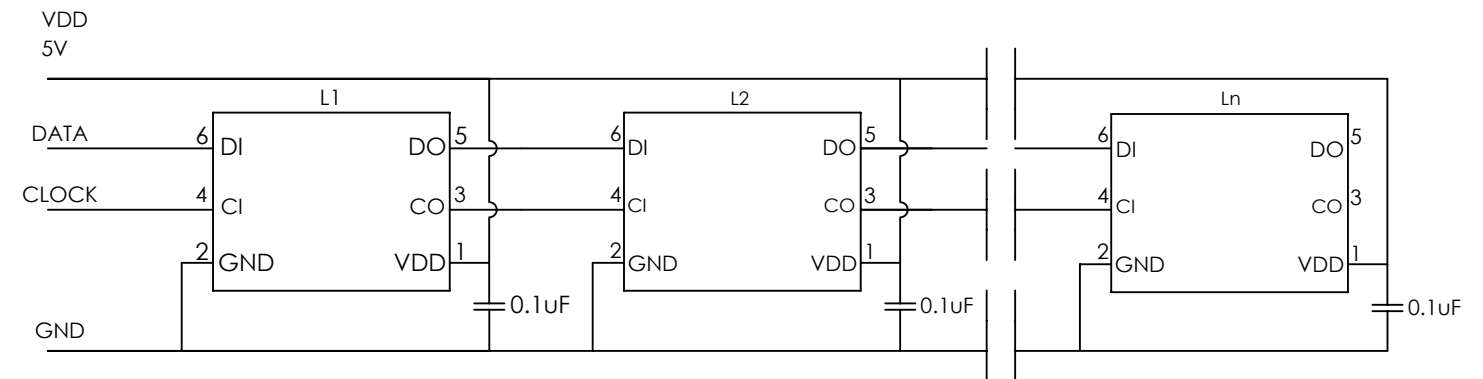 VDD
5V
L1
L2
Ln
DATA
6
DI
DO
5
6
DI
DO
5
6
DI
DO
5
CLOCK
4
CI
CO
3
4
CI
CO
3
4
CI
CO
3
2
GND
VDD
1
2
GND
VDD
1
2
GND
VDD
1
0.1uF
0.1uF
0.1uF
GND